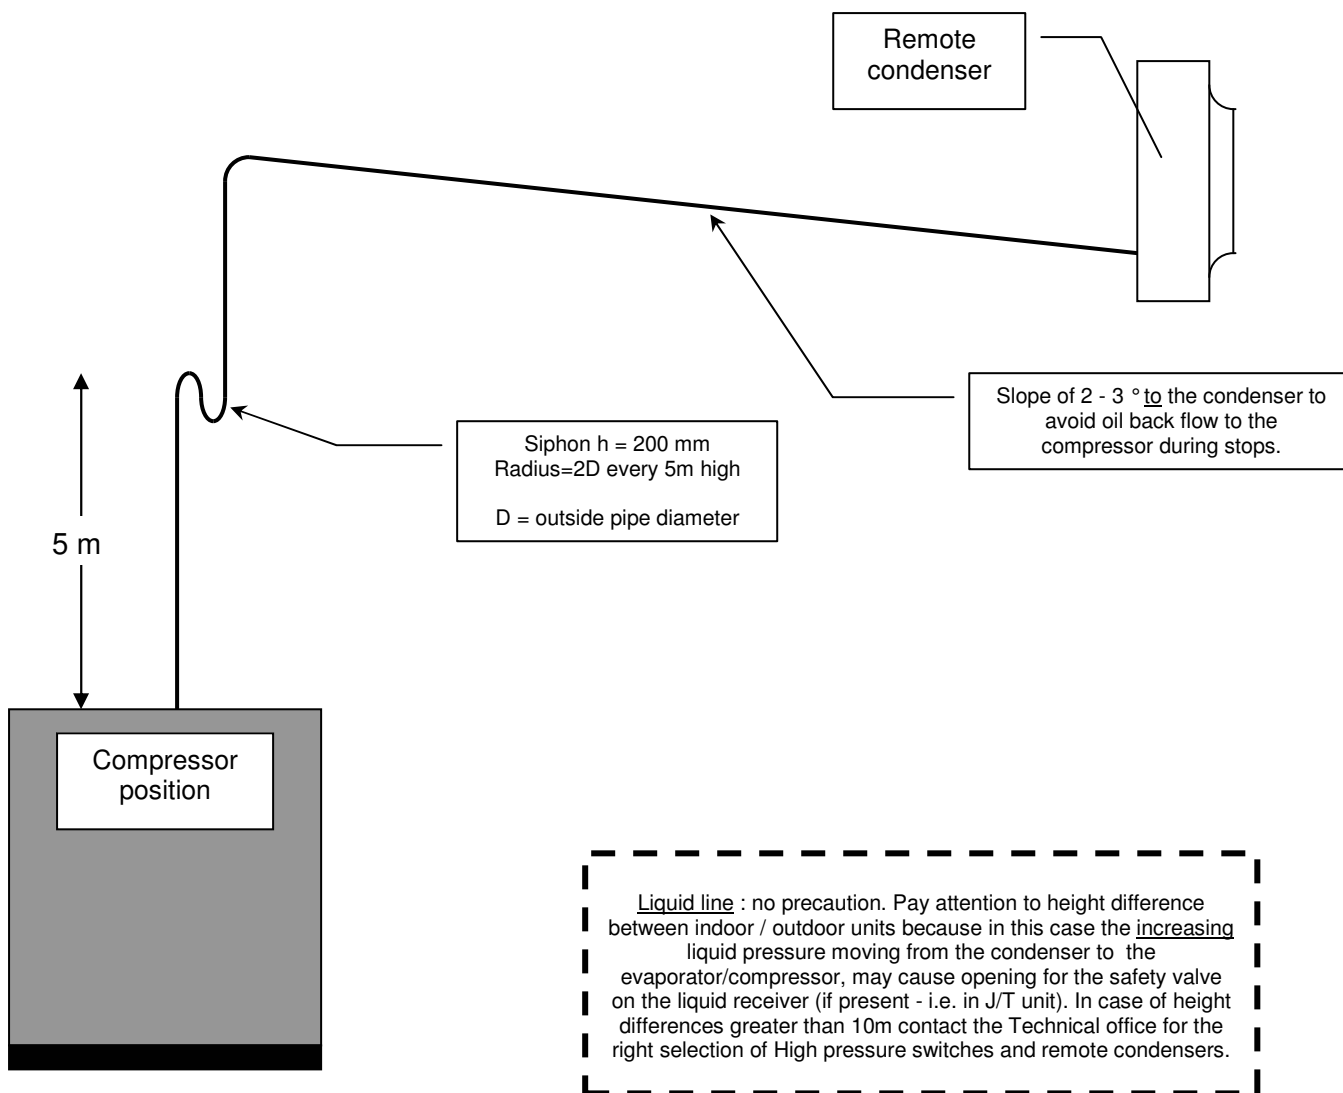 Remote
condenser
Slope of 2 - 3 ° to the condenser to
avoid oil back flow to the
compressor during stops.
Siphon h = 200 mm
Radius=2D every 5m high
D = outside pipe diameter
5 m
Compressor
position
Liquid line : no precaution. Pay attention to height difference
between indoor / outdoor units because in this case the increasing
liquid pressure moving from the condenser to  the
evaporator/compressor, may cause opening for the safety valve
on the liquid receiver (if present - i.e. in J/T unit). In case of height
differences greater than 10m contact the Technical office for the
right selection of High pressure switches and remote condensers.